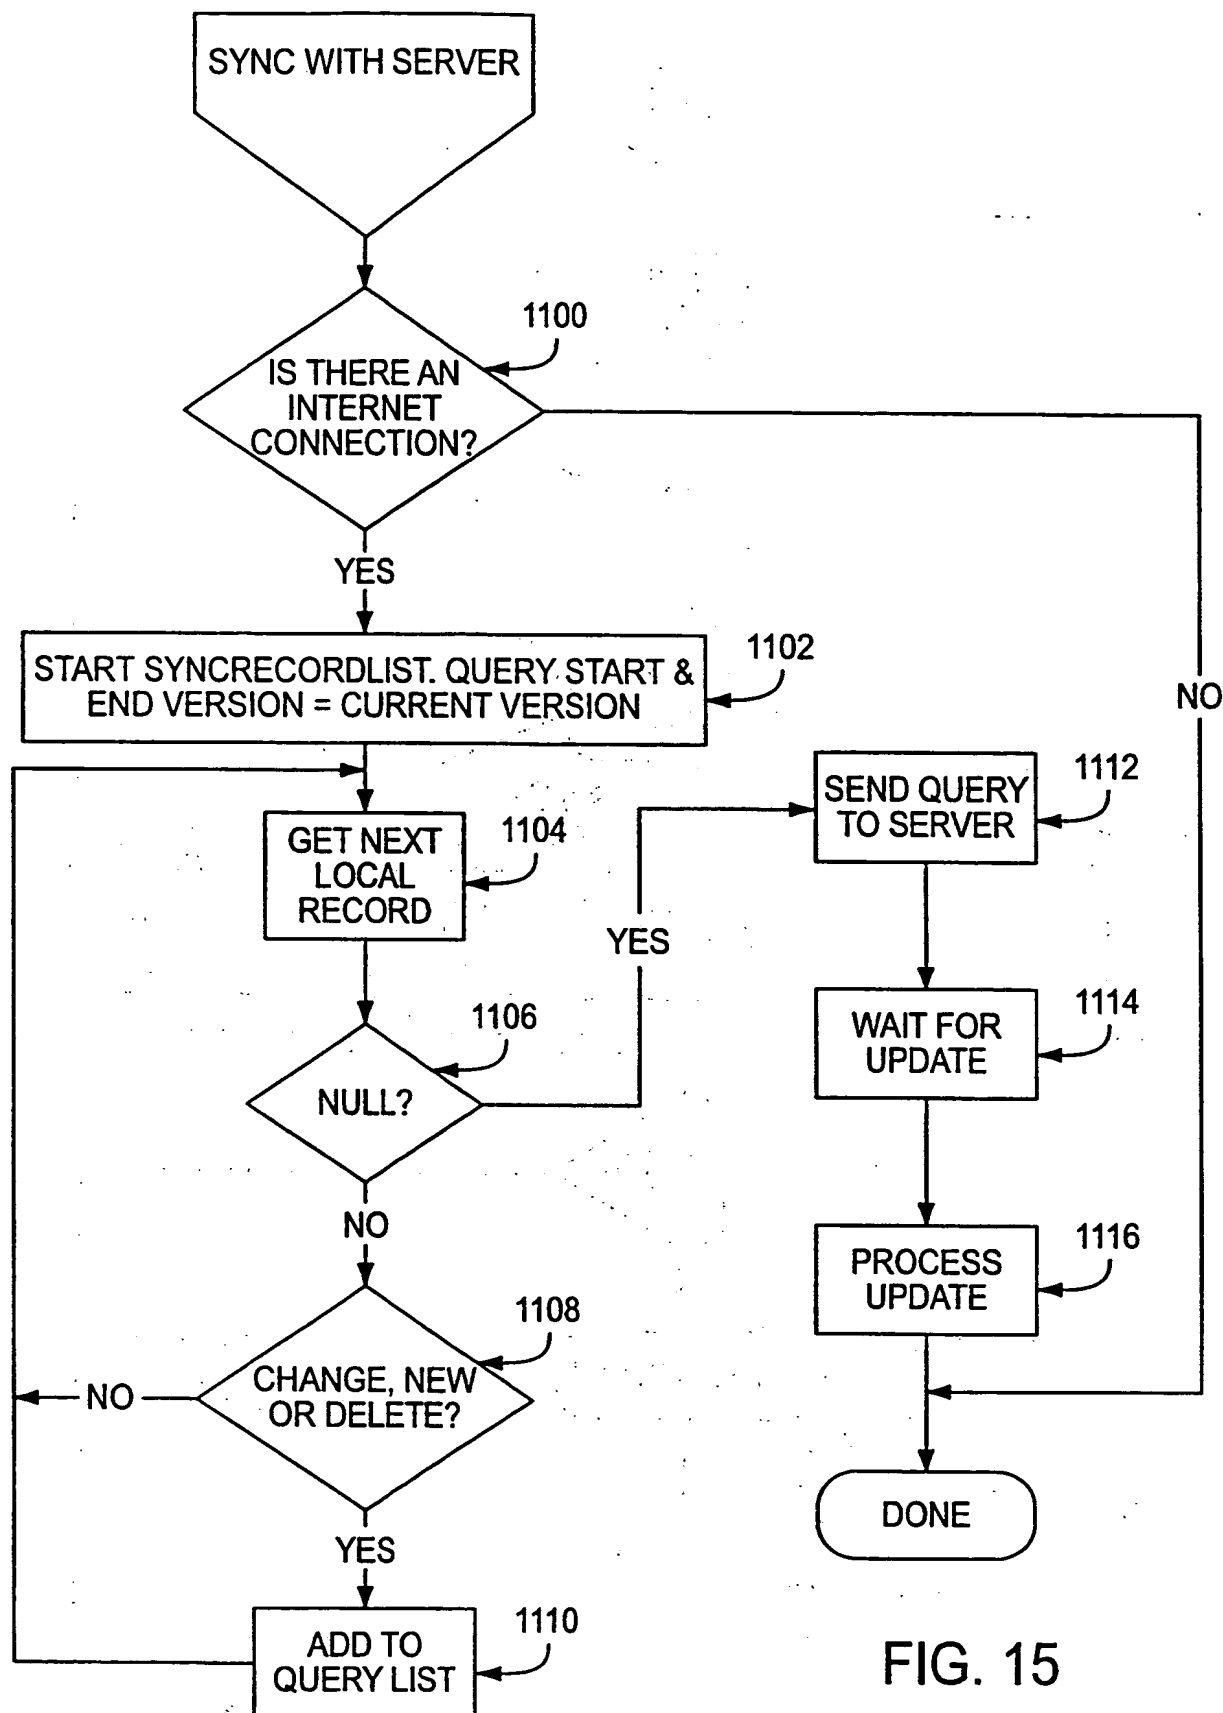 SYNC WITH SERVER
1100
IS THERE AN
INTERNET
CONNECTION?
YES
NO
1102
START SYNCRECORDLIST. QUERY START &
END VERSION = CURRENT VERSION
1104
GET NEXT
LOCAL
RECORD
1106
NULL?
YES
NO
1108
CHANGE, NEW
OR DELETE?
NO
YES
1110
ADD TO
QUERY LIST
1112
SEND QUERY
TO SERVER
1114
WAIT FOR
UPDATE
1116
PROCESS
UPDATE
DONE
FIG. 15